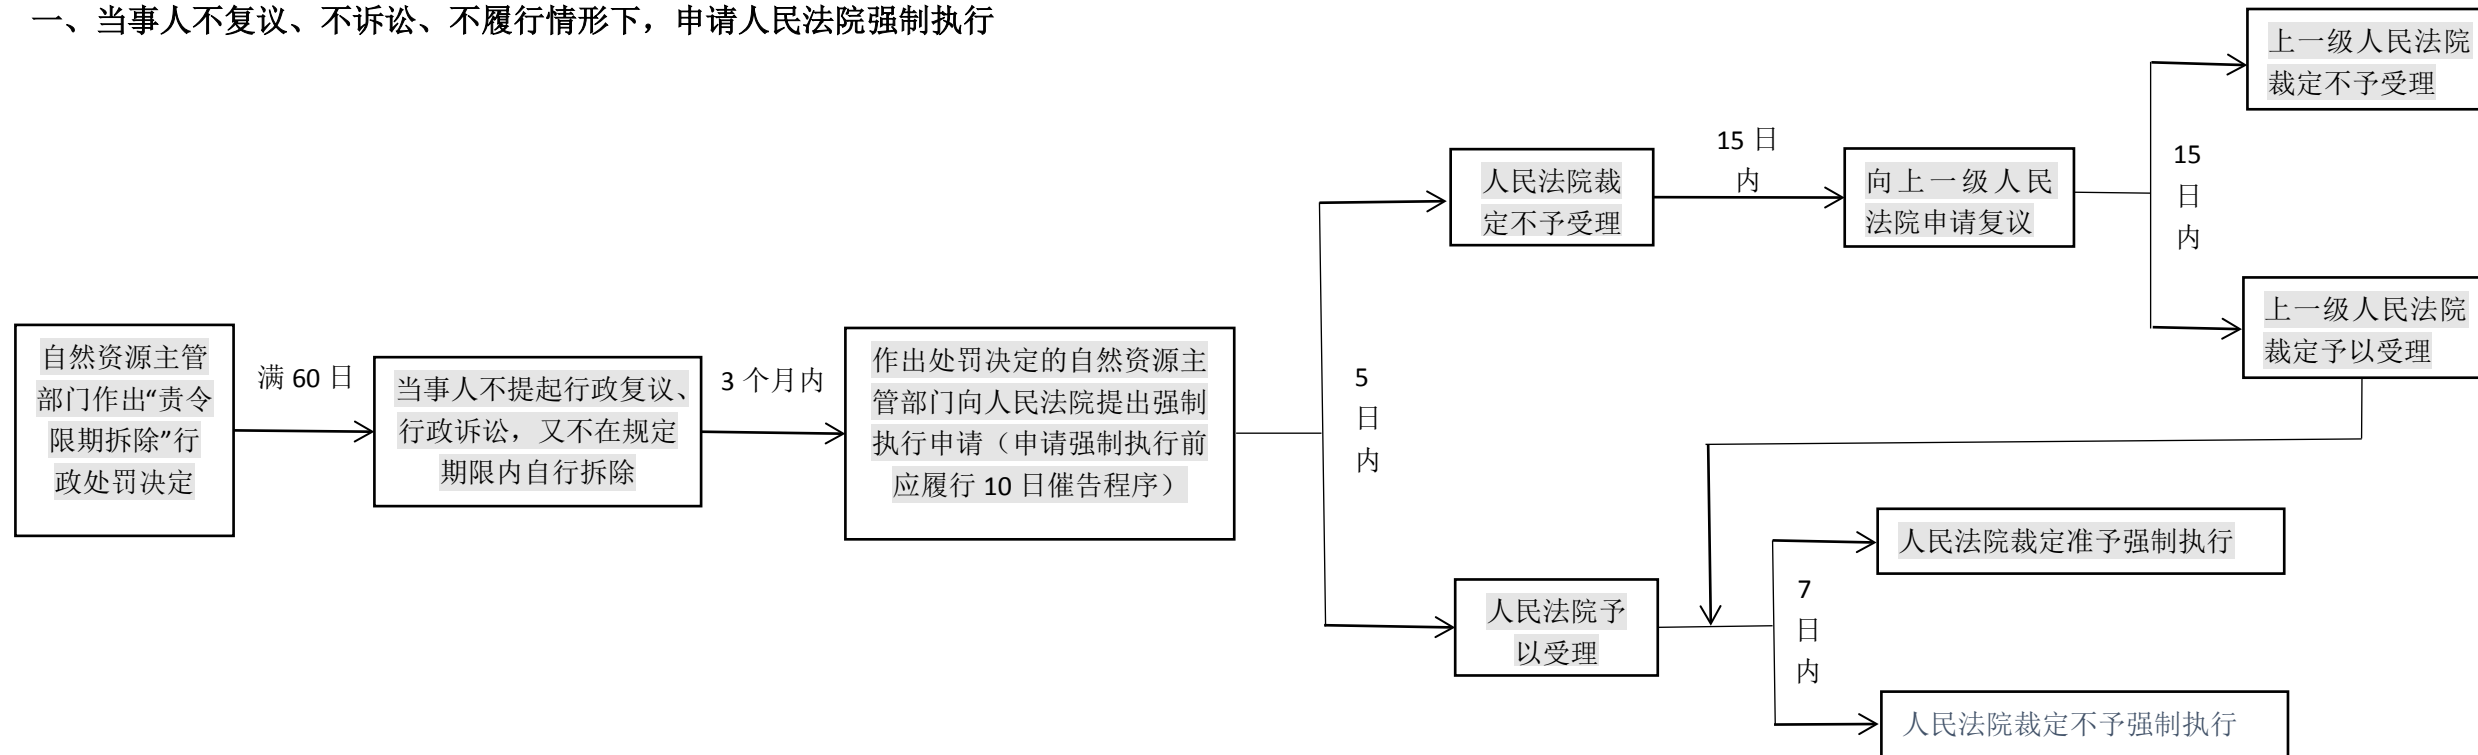 一、当事人不复议、不诉讼、不履行情形下，申请人民法院强制执行
上一级人民法院
裁定不予受理
15 日
内
人民法院裁
定不予受理
向上一级人民
法院申请复议
15
日
内
上一级人民法院
裁定予以受理
自然资源主管
部门作出“责令
限期拆除”行
政处罚决定
满 60 日
当事人不提起行政复议、
行政诉讼，又不在规定
期限内自行拆除
3 个月内
作出处罚决定的自然资源主
管部门向人民法院提出强制
执行申请（申请强制执行前
应履行 10 日催告程序）
5
日
内
人民法院予
以受理
7
日
内
人民法院裁定准予强制执行
人民法院裁定不予强制执行